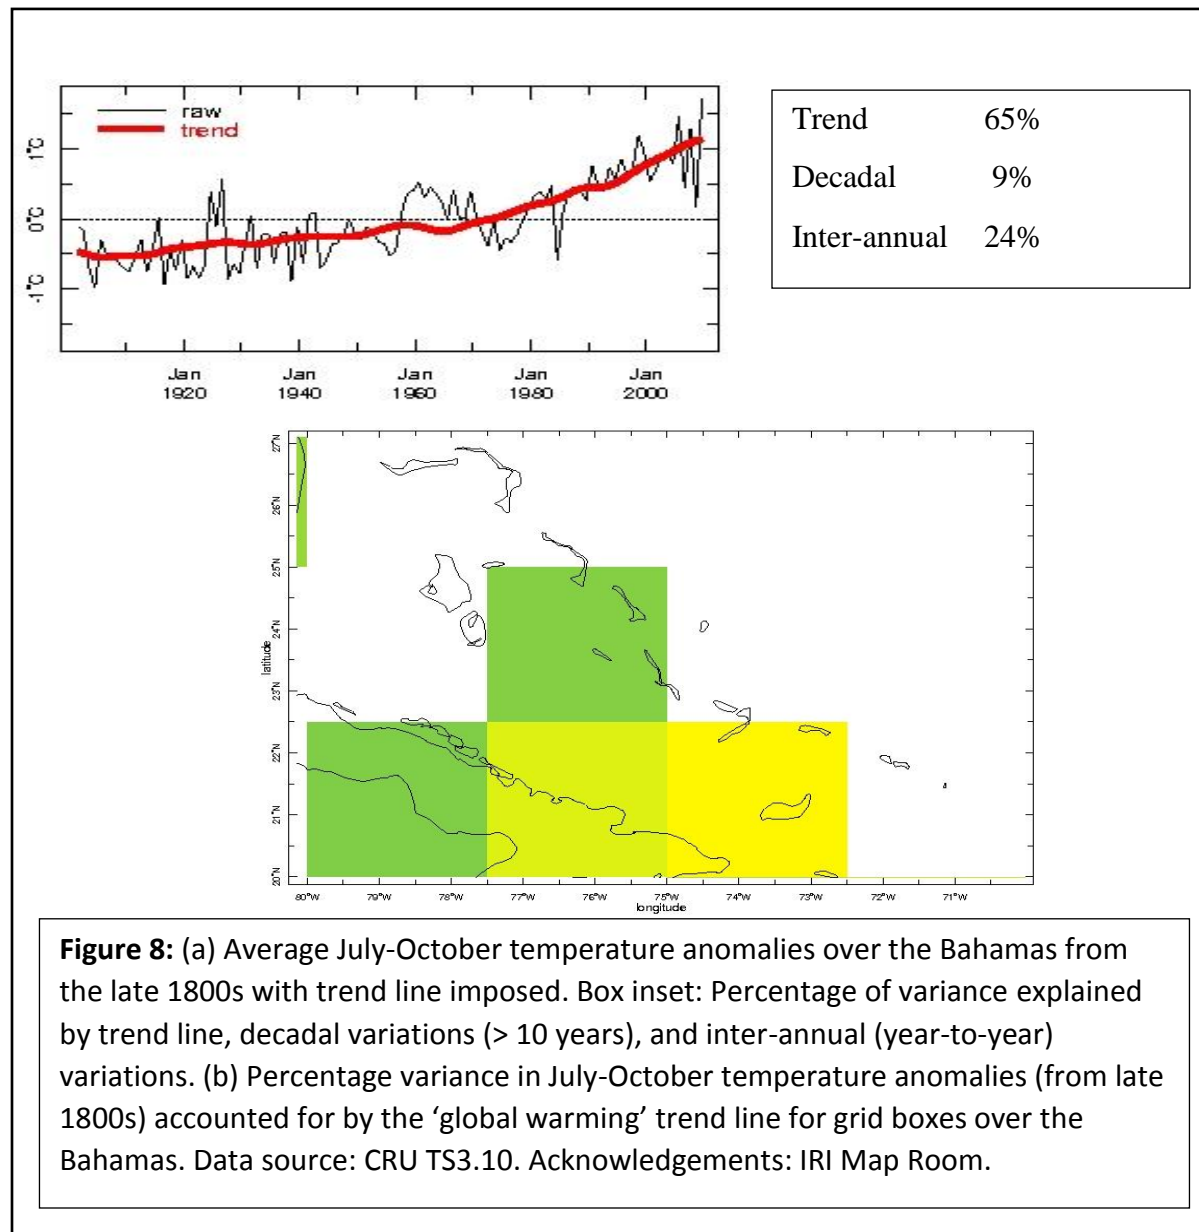 raw
trend
1°C
0°C
-1°C
Jan 1920
Jan 1940
Jan 1960
Jan 1980
Jan 2000
Trend 65%
Decadal 9%
Inter-annual 24%
27°N
26°N
25°N
24°N
23°N
22°N
21°N
20°N
latitude
80°W 79°W 78°W 77°W 76°W 75°W 74°W 73°W 72°W 71°W
longitude
Figure 8: (a) Average July-October temperature anomalies over the Bahamas from
the late 1800s with trend line imposed. Box inset: Percentage of variance explained
by trend line, decadal variations (> 10 years), and inter-annual (year-to-year)
variations. (b) Percentage variance in July-October temperature anomalies (from late
1800s) accounted for by the ‘global warming’ trend line for grid boxes over the
Bahamas. Data source: CRU TS3.10. Acknowledgements: IRI Map Room.